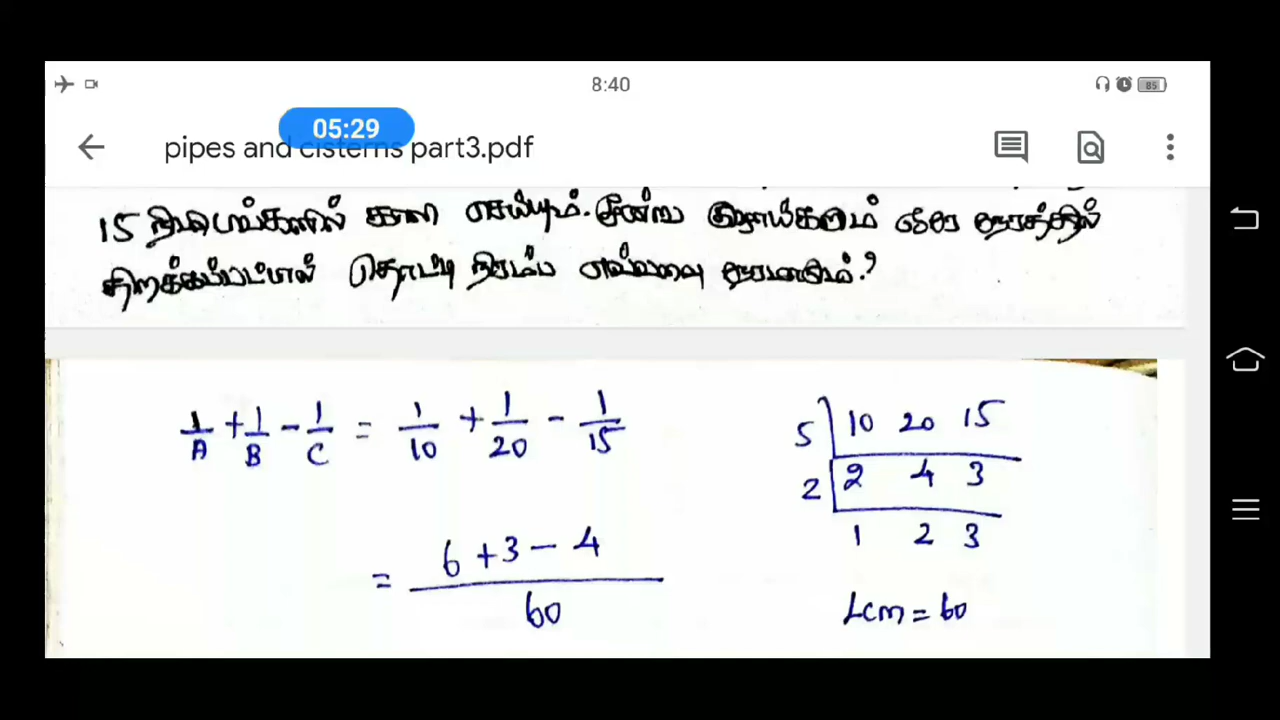 8:40
85
05:29
pipes and cisterns part3.pdf
15 நிமிடங்களில் காலி செய்யும். மூன்று குழாய்களும் ஒரே நேரத்தில்
திறக்கப்பட்டால் தொட்டி நிரம்ப எவ்வளவு நேரமாகும்.?
1/A + 1/B - 1/C = 1/10 + 1/20 - 1/15
5 | 10 20 15
2 | 2 4 3
1 2 3
= 6 + 3 - 4 / 60
LCM = 60